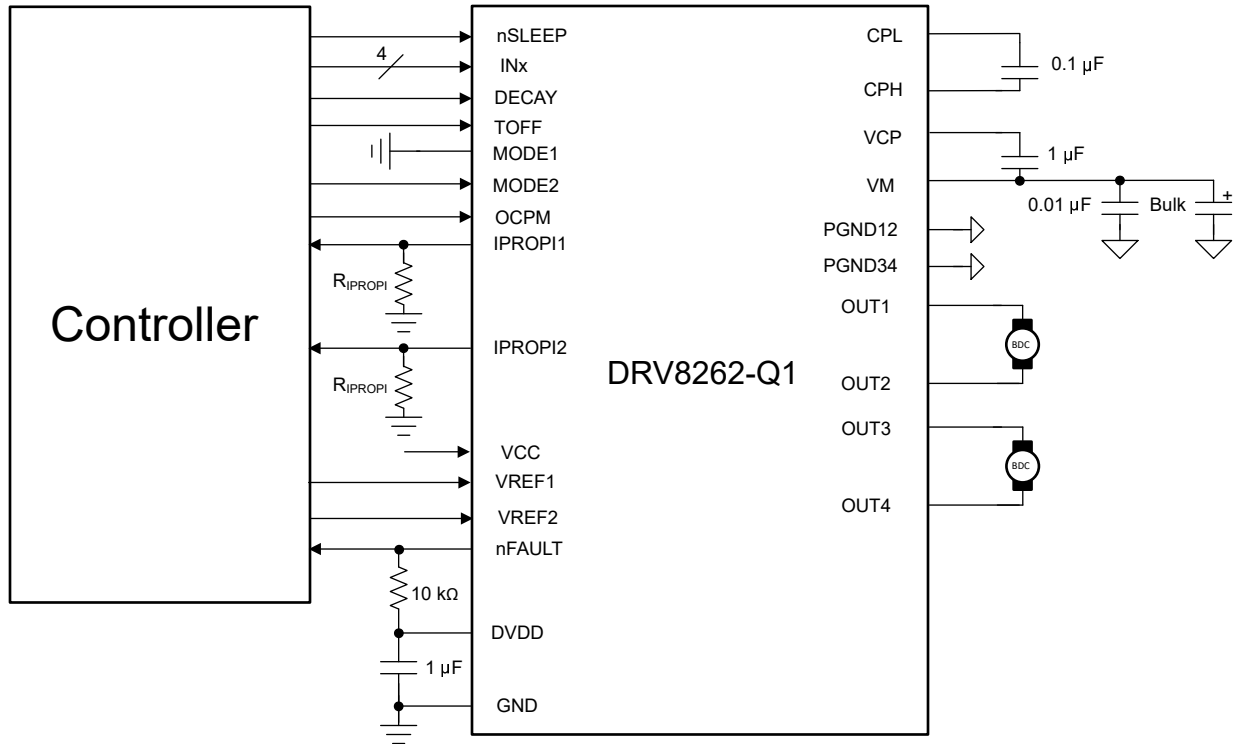 Controller
4
nSLEEP
INx
DECAY
TOFF
MODE1
MODE2
OCPM
IPROPI1
RIPROPI
IPROPI2
RIPROPI
VCC
VREF1
VREF2
nFAULT
10 kΩ
DVDD
1 µF
GND
DRV8262-Q1
CPL
0.1 µF
CPH
VCP
1 µF
VM
0.01 µF
Bulk
+
PGND12
PGND34
OUT1
BDC
OUT2
OUT3
BDC
OUT4